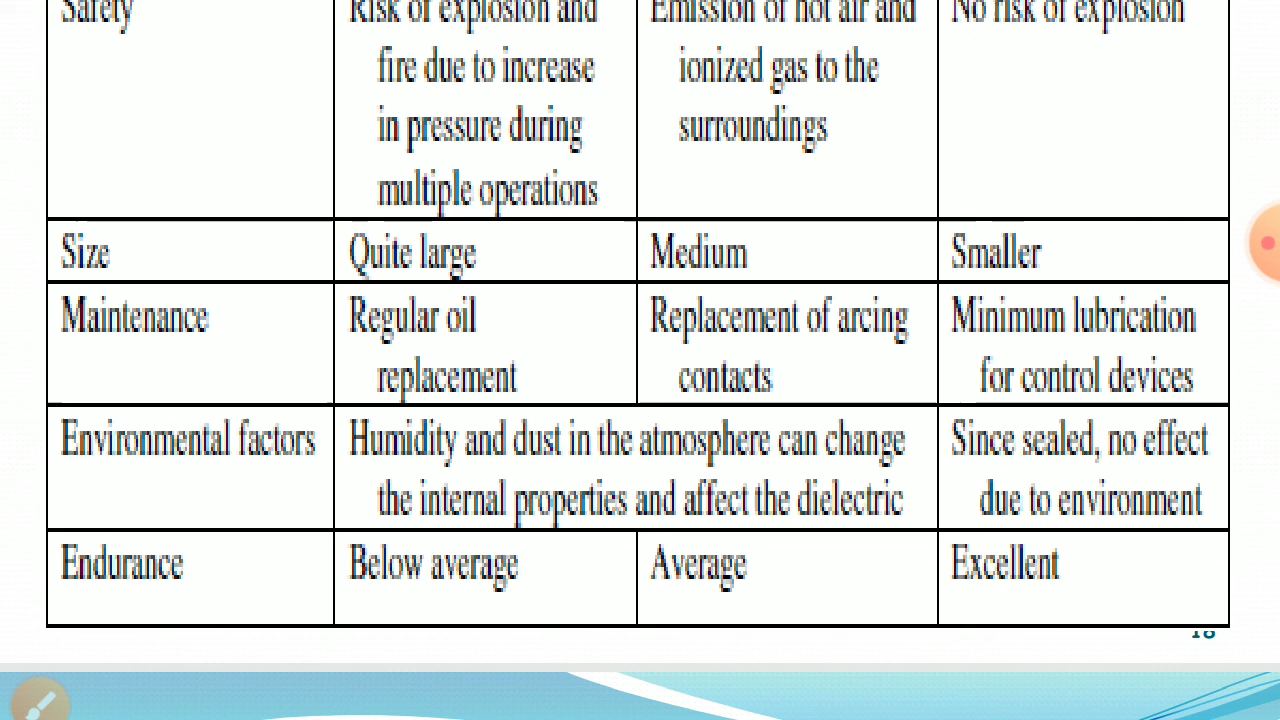 Safety
Risk of explosion and
fire due to increase
in pressure during
multiple operations
Emission of hot air and
ionized gas to the
surroundings
No risk of explosion
Size
Quite large
Medium
Smaller
Maintenance
Regular oil
replacement
Replacement of arcing
contacts
Minimum lubrication
for control devices
Environmental factors
Humidity and dust in the atmosphere can change
the internal properties and affect the dielectric
Since sealed, no effect
due to environment
Endurance
Below average
Average
Excellent
18